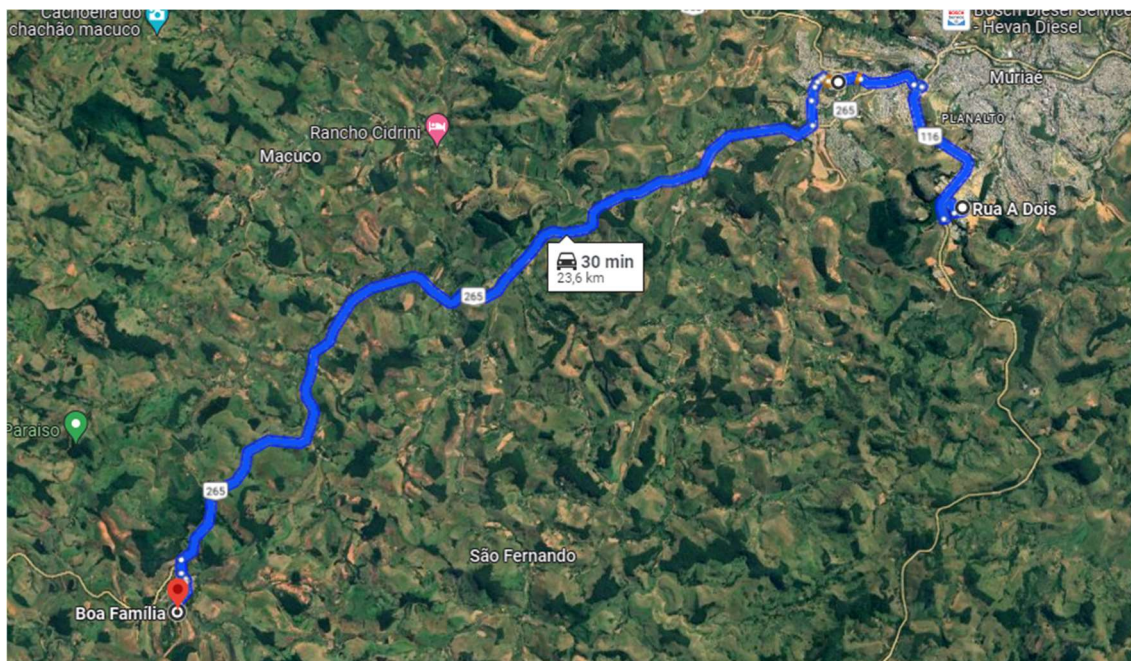 Cachoeira do
chachão macuco
Bosch Diesel Service
- Hevan Diesel
Muriaé
265
PLANALTO
116
Rancho Cidrini
Macuco
Rua A Dois
30 min
23,6 km
265
Paraiso
265
São Fernando
Boa Família